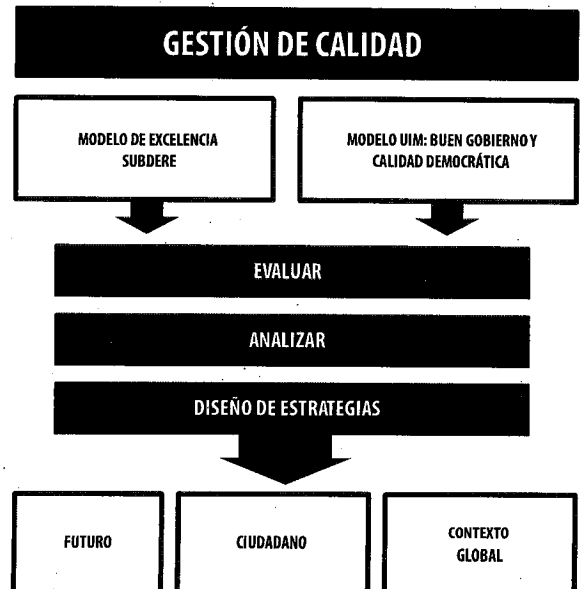 GESTIÓN DE CALIDAD
MODELO DE EXCELENCIA
SUBDERE
MODELO UIM: BUEN GOBIERNO Y
CALIDAD DEMOCRÁTICA
EVALUAR
ANALIZAR
DISEÑO DE ESTRATEGIAS
FUTURO
CIUDADANO
CONTEXTO
GLOBAL